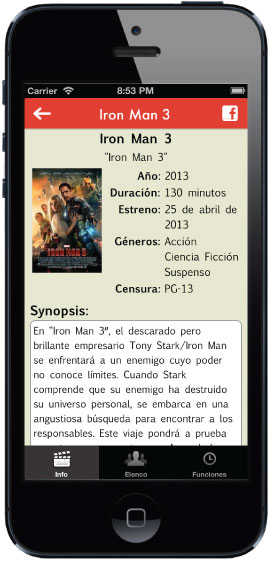 Carrier 8:53 PM
Iron Man 3
Iron Man 3
"Iron Man 3"
Año: 2013
Duración: 130 minutos
Estreno: 25 de abril de
2013
Géneros: Acción
Ciencia Ficción
Suspenso
Censura: PG-13
IRON MAN 3
Synopsis:
En "Iron Man 3", el descarado pero
brillante empresario Tony Stark/Iron Man
se enfrentará a un enemigo cuyo poder
no conoce límites. Cuando Stark
comprende que su enemigo ha destruido
su universo personal, se embarca en una
angustiosa búsqueda para encontrar a los
responsables. Este viaje pondrá a prueba
Info Elenco Funciones